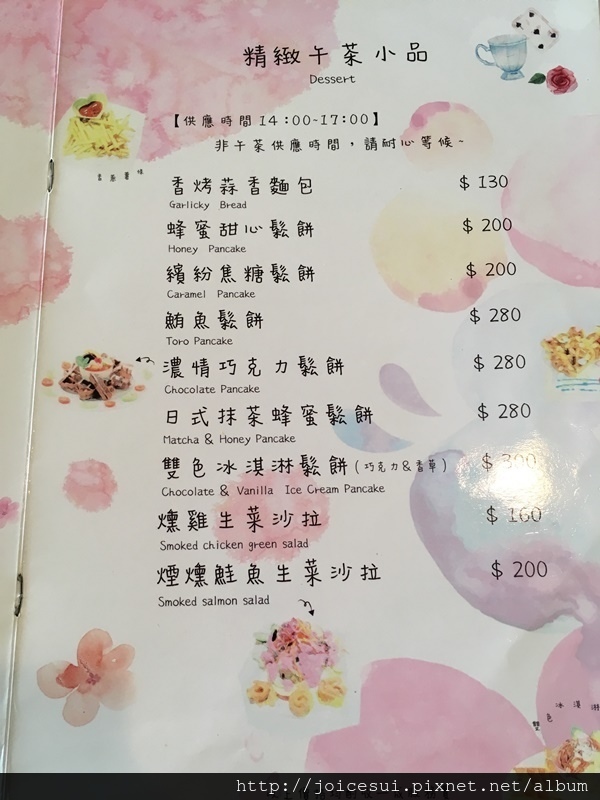 精緻午茶小品
Dessert
【供應時間 14:00~17:00】
非午茶供應時間，請耐心等候~
香烤蒜香麵包 $ 130
Garlicky Bread
蜂蜜甜心鬆餅 $ 200
Honey Pancake
繽紛焦糖鬆餅 $ 200
Caramel Pancake
鮪魚鬆餅 $ 280
Toro Pancake
濃情巧克力鬆餅 $ 280
Chocolate Pancake
日式抹茶蜂蜜鬆餅 $ 280
Matcha & Honey Pancake
雙色冰淇淋鬆餅(巧克力&香草) $ 300
Chocolate & Vanilla Ice Cream Pancake
燻雞生菜沙拉 $ 160
Smoked chicken green salad
煙燻鮭魚生菜沙拉 $ 200
Smoked salmon salad
雙色冰淇淋
http://joicesui.pixnet.net/album